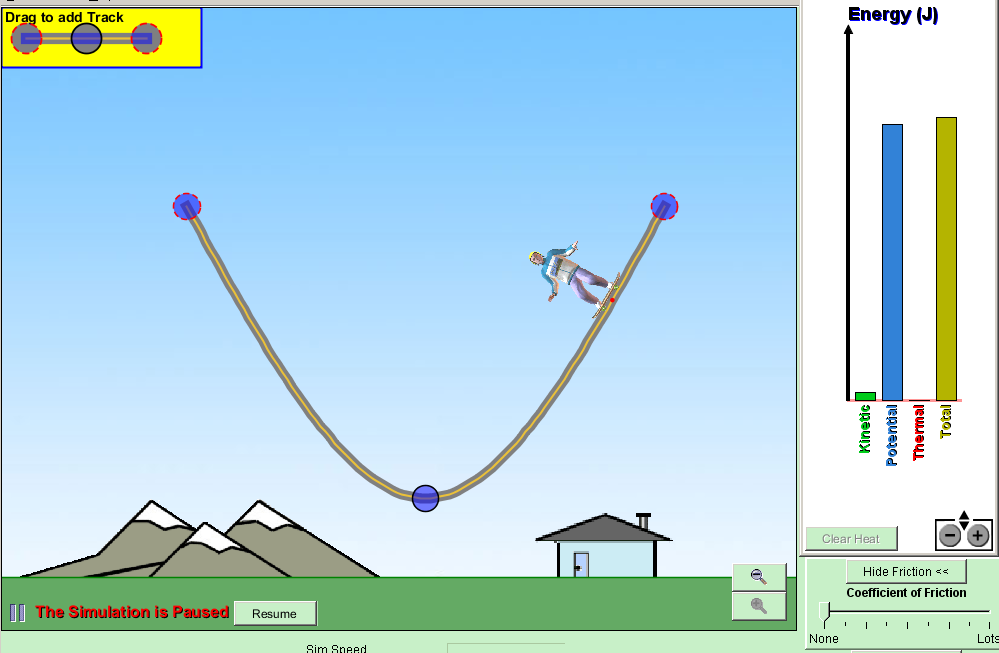 Drag to add Track
Energy (J)
Kinetic
Potential
Thermal
Total
Clear Heat
Hide Friction <<
Coefficient of Friction
None
Lots
The Simulation is Paused
Resume
Sim Speed